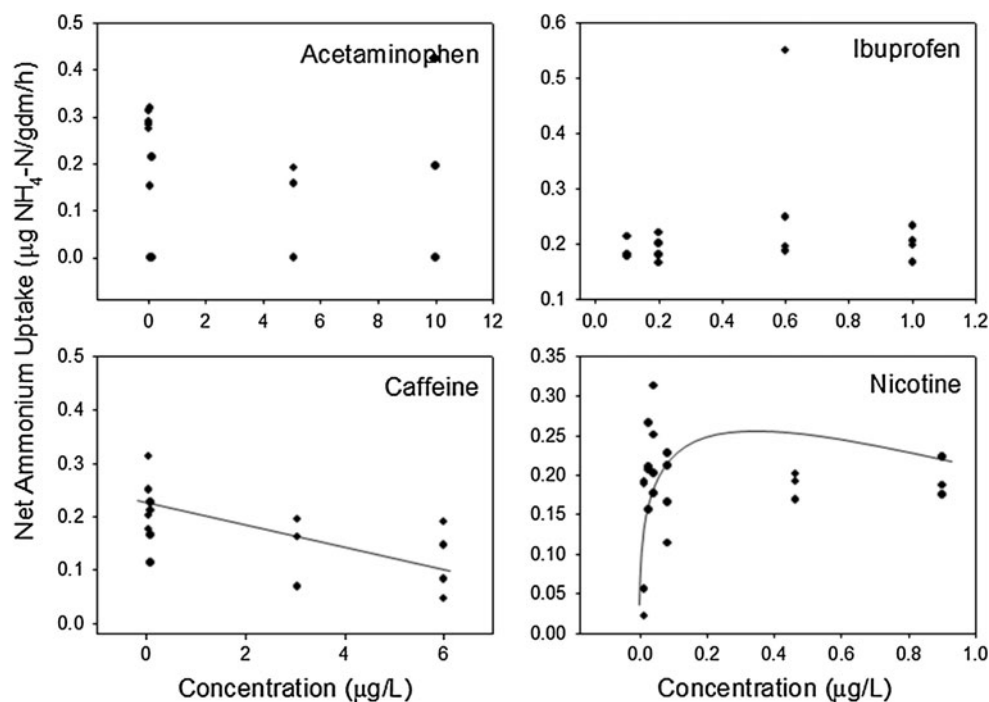 Net Ammonium Uptake (µg NH4-N/gdm/h)
Acetaminophen
0.5
0.4
0.3
0.2
0.1
0.0
0 2 4 6 8 10 12
Ibuprofen
0.6
0.5
0.4
0.3
0.2
0.1
0.0 0.2 0.4 0.6 0.8 1.0 1.2
Caffeine
0.5
0.4
0.3
0.2
0.1
0.0
0 3 6
Concentration (µg/L)
Nicotine
0.35
0.30
0.25
0.20
0.15
0.10
0.05
0.00
0.0 0.2 0.4 0.6 0.8 1.0
Concentration (µg/L)